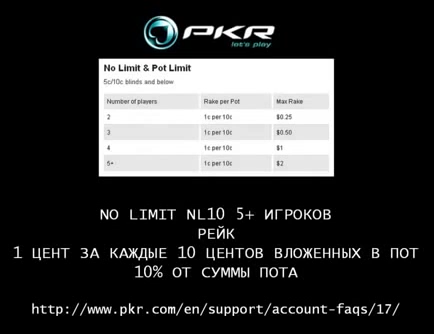 PKR
let's play
No Limit & Pot Limit
5c/10c blinds and below
Number of players Rake per Pot Max Rake
2 1c per 10c $0.25
3 1c per 10c $0.50
4 1c per 10c $1
5+ 1c per 10c $2
NO LIMIT NL10 5+ ИГРОКОВ
РЕЙК
1 ЦЕНТ ЗА КАЖДЫЕ 10 ЦЕНТОВ ВЛОЖЕННЫХ В ПОТ
10% ОТ СУММЫ ПОТА
http://www.pkr.com/en/support/account-faqs/17/